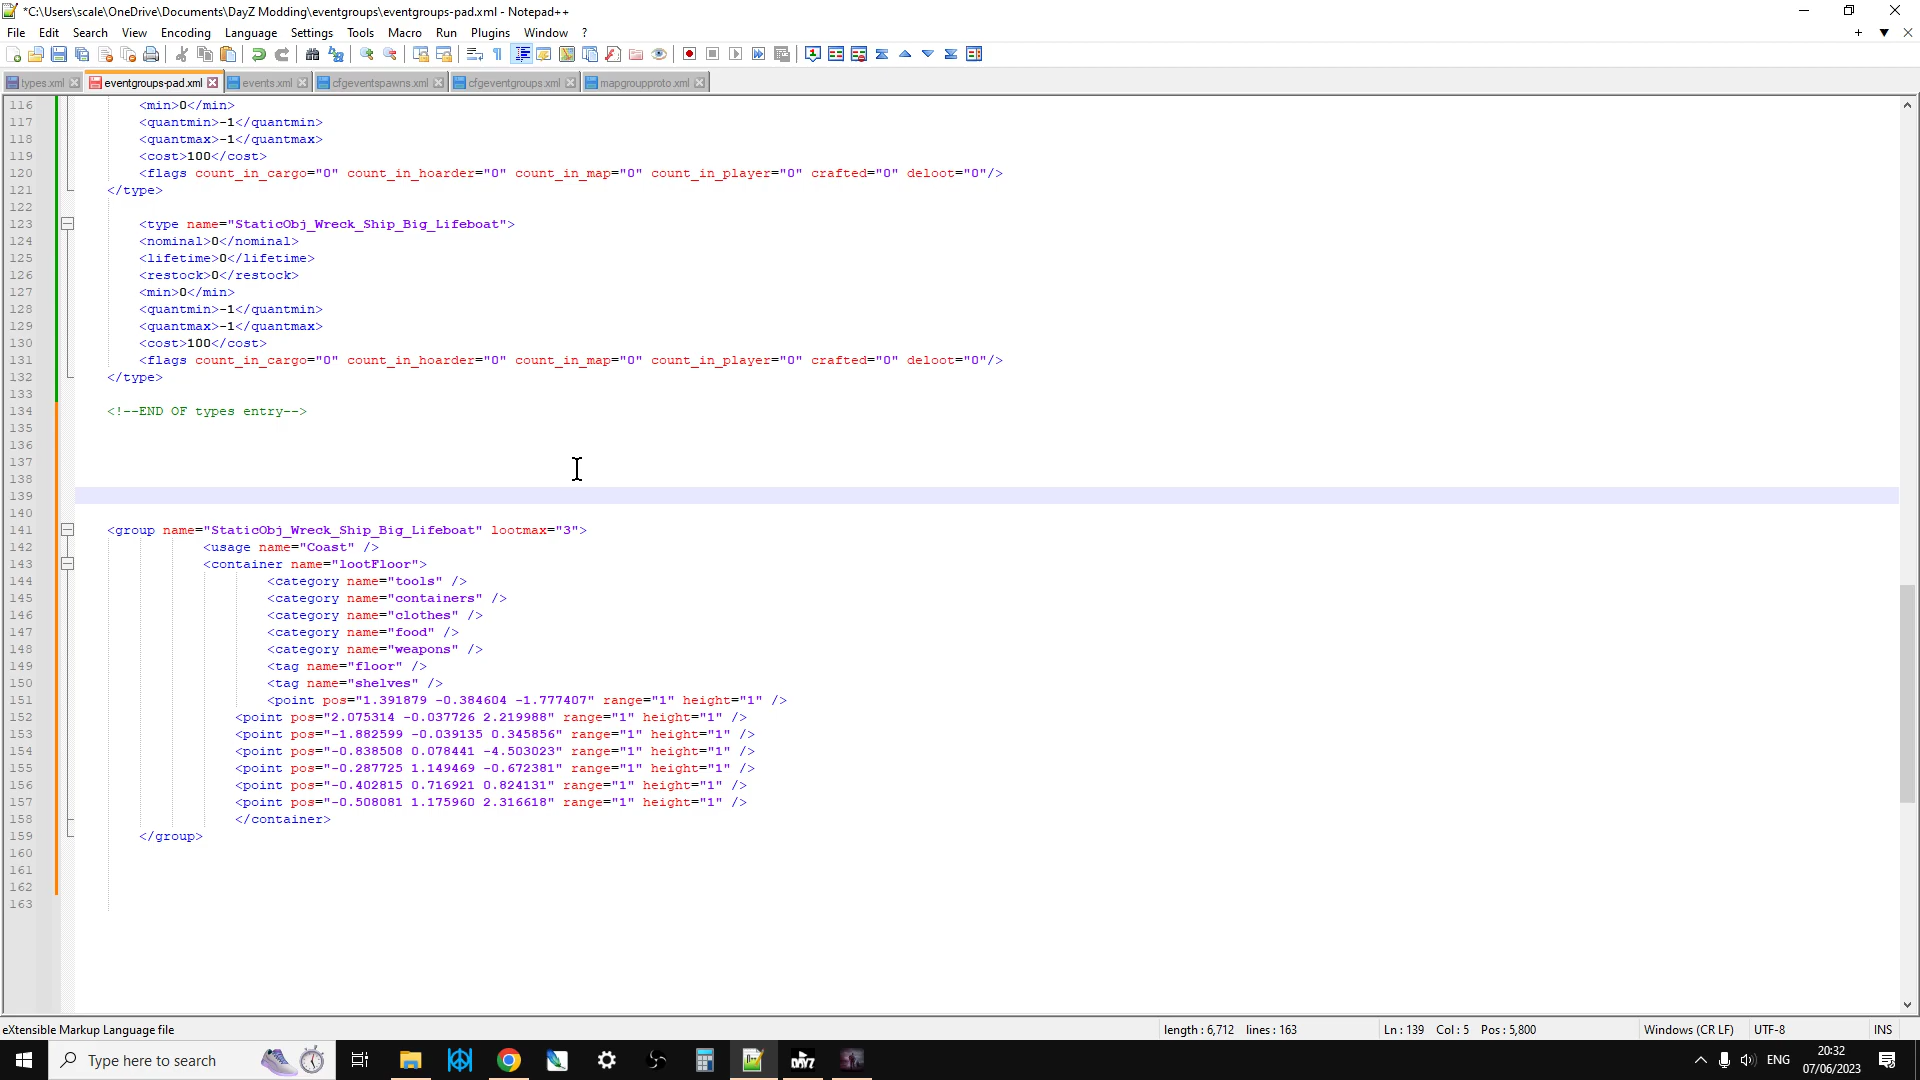 *C:\Users\scale\OneDrive\Documents\DayZ Modding\eventgroups\eventgroups-pad.xml - Notepad++
File Edit Search View Encoding Language Settings Tools Macro Run Plugins Window ?
types.xml eventgroups-pad.xml events.xml cfgeventspawns.xml cfgeventgroups.xml mapgroupproto.xml
116 <min>0</min>
117 <quantmin>-1</quantmin>
118 <quantmax>-1</quantmax>
119 <cost>100</cost>
120 <flags count_in_cargo="0" count_in_hoarder="0" count_in_map="0" count_in_player="0" crafted="0" deloot="0"/>
121 </type>
122
123 <type name="StaticObj_Wreck_Ship_Big_Lifeboat">
124 <nominal>0</nominal>
125 <lifetime>0</lifetime>
126 <restock>0</restock>
127 <min>0</min>
128 <quantmin>-1</quantmin>
129 <quantmax>-1</quantmax>
130 <cost>100</cost>
131 <flags count_in_cargo="0" count_in_hoarder="0" count_in_map="0" count_in_player="0" crafted="0" deloot="0"/>
132 </type>
133
134 <!--END OF types entry-->
135
136
137
138
139
140
141 <group name="StaticObj_Wreck_Ship_Big_Lifeboat" lootmax="3">
142 <usage name="Coast" />
143 <container name="lootFloor">
144 <category name="tools" />
145 <category name="containers" />
146 <category name="clothes" />
147 <category name="food" />
148 <category name="weapons" />
149 <tag name="floor" />
150 <tag name="shelves" />
151 <point pos="1.391879 -0.384604 -1.777407" range="1" height="1" />
152 <point pos="2.075314 -0.037726 2.219988" range="1" height="1" />
153 <point pos="-1.882599 -0.039135 0.345856" range="1" height="1" />
154 <point pos="-0.838508 0.078441 -4.503023" range="1" height="1" />
155 <point pos="-0.287725 1.149469 -0.672381" range="1" height="1" />
156 <point pos="-0.402815 0.716921 0.824131" range="1" height="1" />
157 <point pos="-0.508081 1.175960 2.316618" range="1" height="1" />
158 </container>
159 </group>
160
161
162
163
eXtensible Markup Language file length : 6,712 lines : 163 Ln : 139 Col : 5 Pos : 5,800 Windows (CR LF) UTF-8 INS
Type here to search DAYZ ENG 20:32
07/06/2023